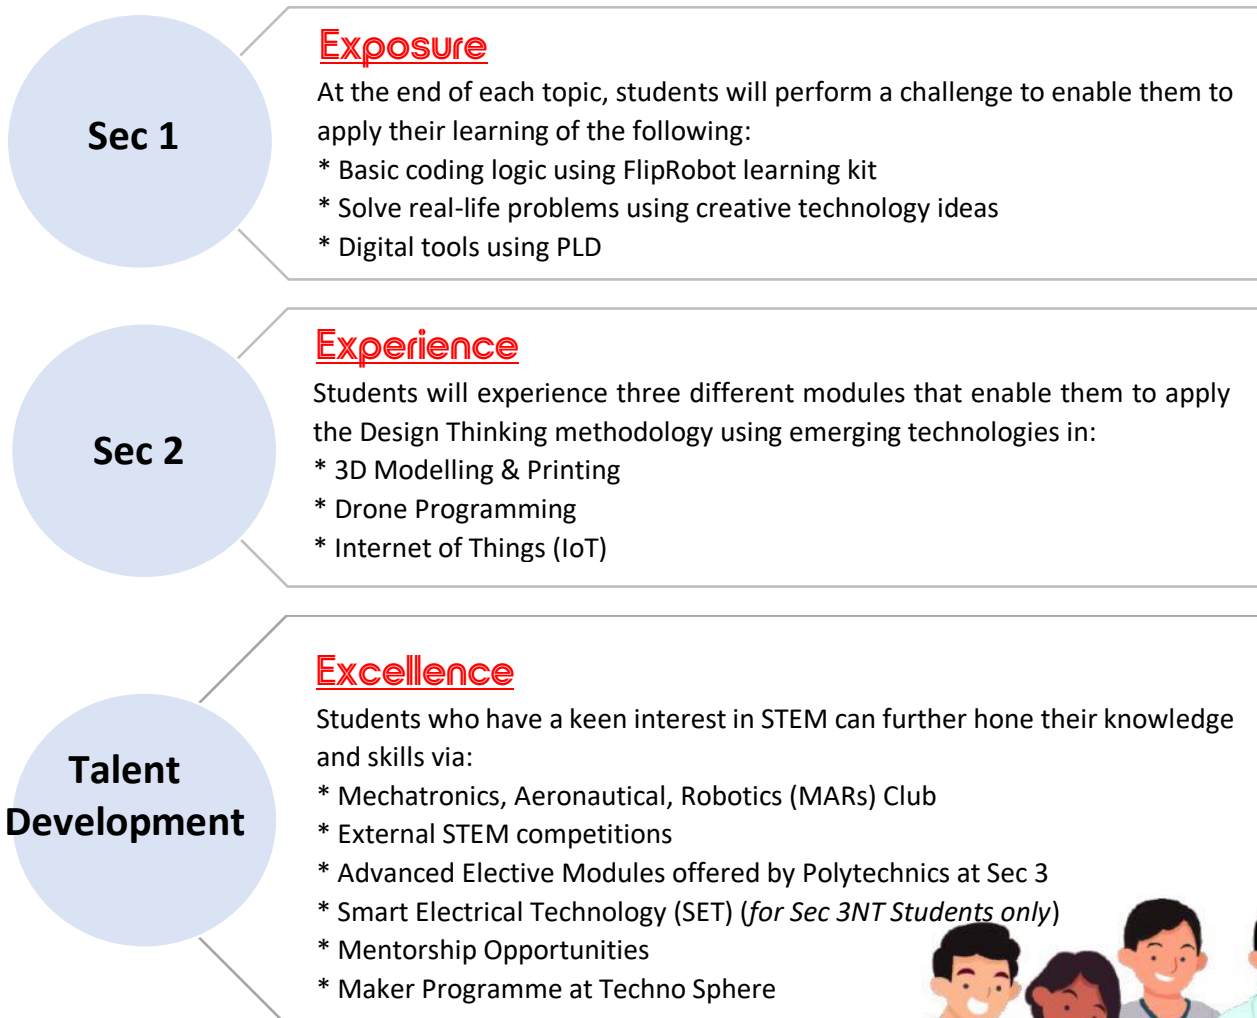 Sec 1
Exposure
At the end of each topic, students will perform a challenge to enable them to
apply their learning of the following:
* Basic coding logic using FlipRobot learning kit
* Solve real-life problems using creative technology ideas
* Digital tools using PLD
Sec 2
Experience
Students will experience three different modules that enable them to apply
the Design Thinking methodology using emerging technologies in:
* 3D Modelling & Printing
* Drone Programming
* Internet of Things (IoT)
Talent
Development
Excellence
Students who have a keen interest in STEM can further hone their knowledge
and skills via:
* Mechatronics, Aeronautical, Robotics (MARs) Club
* External STEM competitions
* Advanced Elective Modules offered by Polytechnics at Sec 3
* Smart Electrical Technology (SET) (for Sec 3NT Students only)
* Mentorship Opportunities
* Maker Programme at Techno Sphere